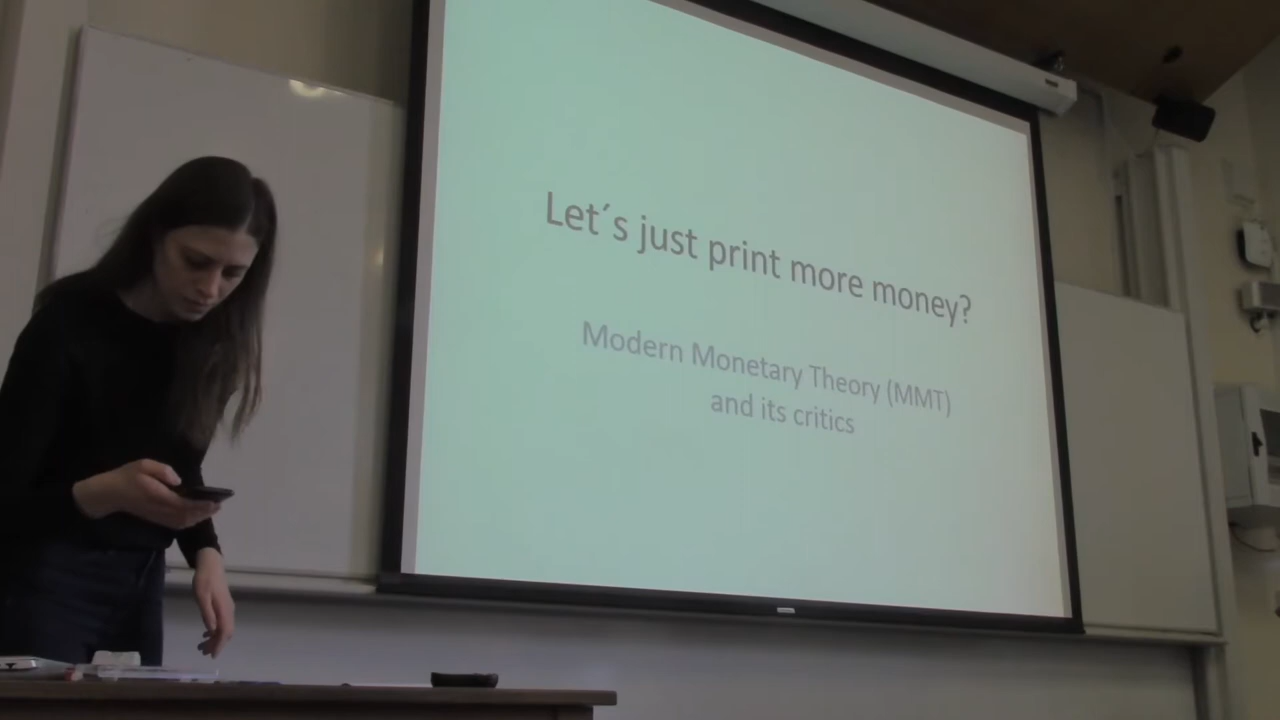 Let´s just print more money?
Modern Monetary Theory (MMT)
and its critics